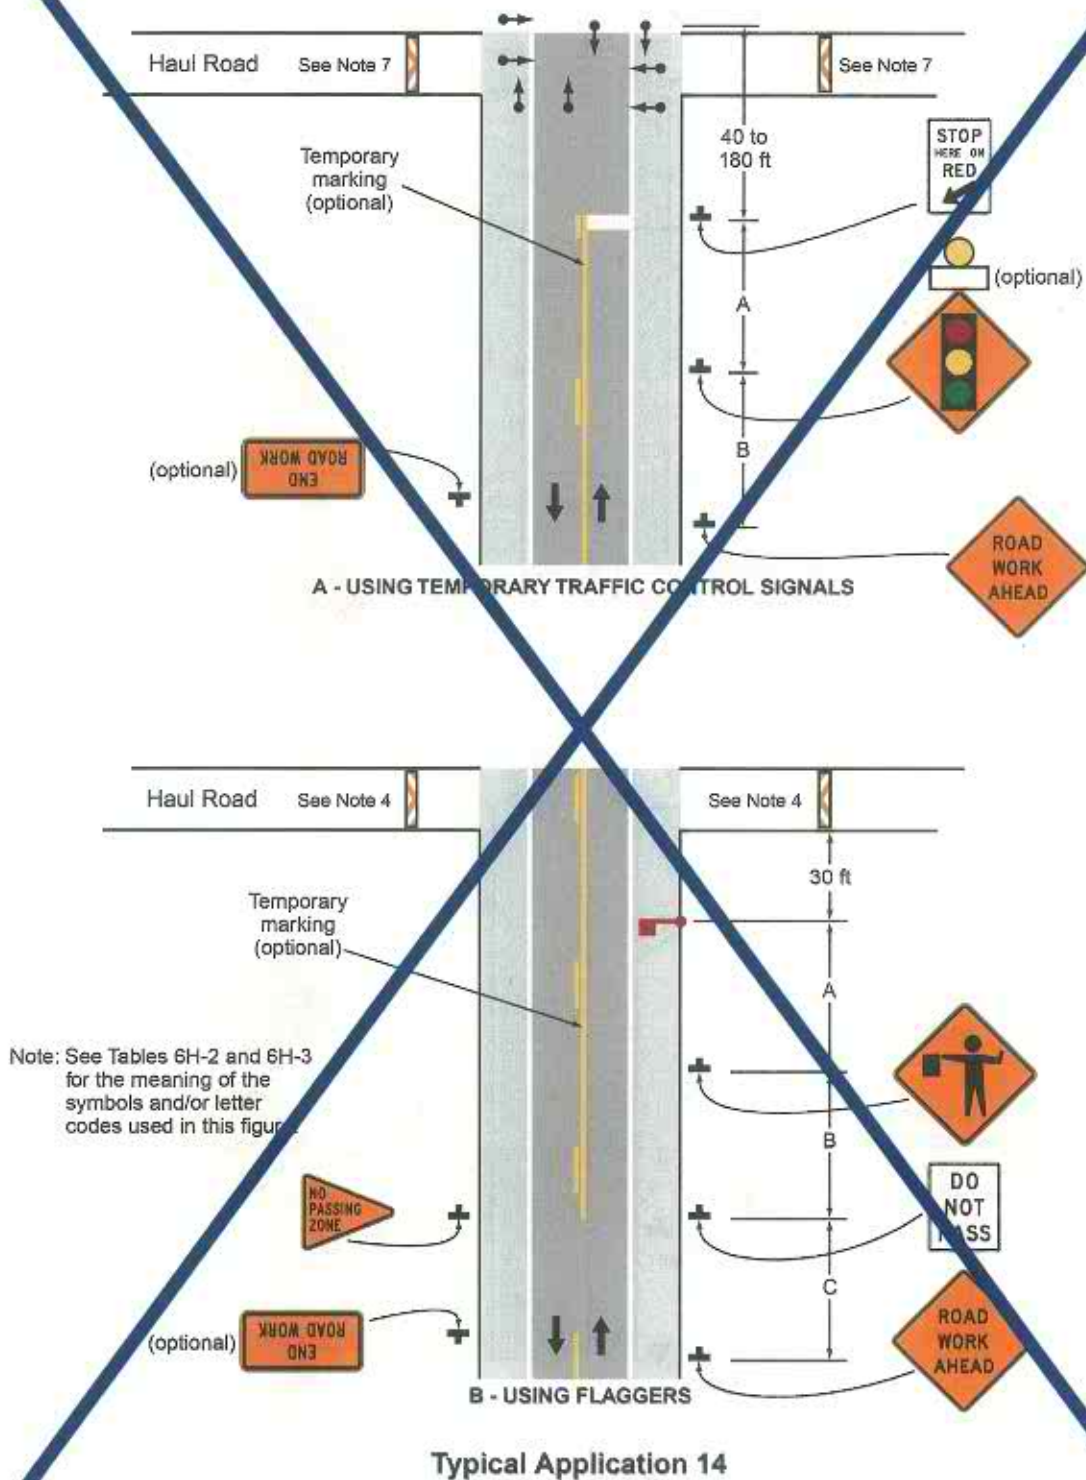 Haul Road
See Note 7
See Note 7
40 to
180 ft
STOP
HERE ON
RED
Temporary
marking
(optional)
(optional)
A
B
(optional)
END
ROAD WORK
ROAD
WORK
AHEAD
A - USING TEMPORARY TRAFFIC CONTROL SIGNALS
Haul Road
See Note 4
See Note 4
30 ft
Temporary
marking
(optional)
A
Note: See Tables 6H-2 and 6H-3
for the meaning of the
symbols and/or letter
codes used in this figure
B
NO
PASSING
ZONE
DO
NOT
PASS
C
(optional)
END
ROAD WORK
ROAD
WORK
AHEAD
B - USING FLAGGERS
Typical Application 14